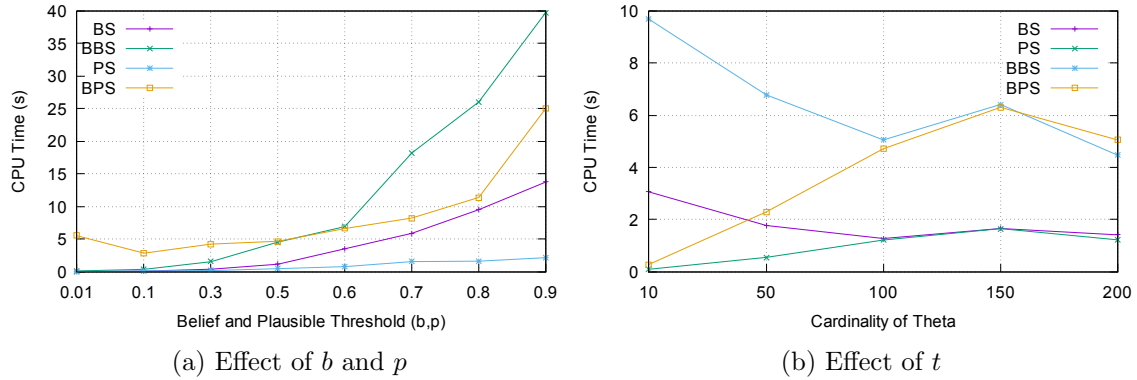 40
35
30
25
20
15
10
5
0
CPU Time (s)
BS
BBS
PS
BPS
0.01 0.1 0.3 0.5 0.6 0.7 0.8 0.9
Belief and Plausible Threshold (b,p)
(a) Effect of b and p
10
8
6
4
2
0
CPU Time (s)
BS
PS
BBS
BPS
10 50 100 150 200
Cardinality of Theta
(b) Effect of t